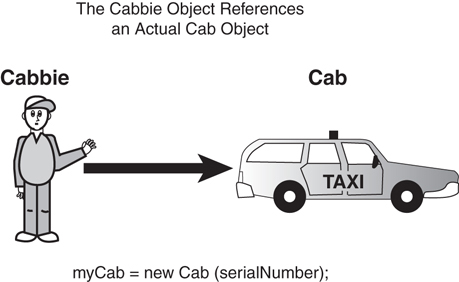 The Cabbie Object References
an Actual Cab Object
Cabbie
Cab
TAXI
myCab = new Cab (serialNumber);